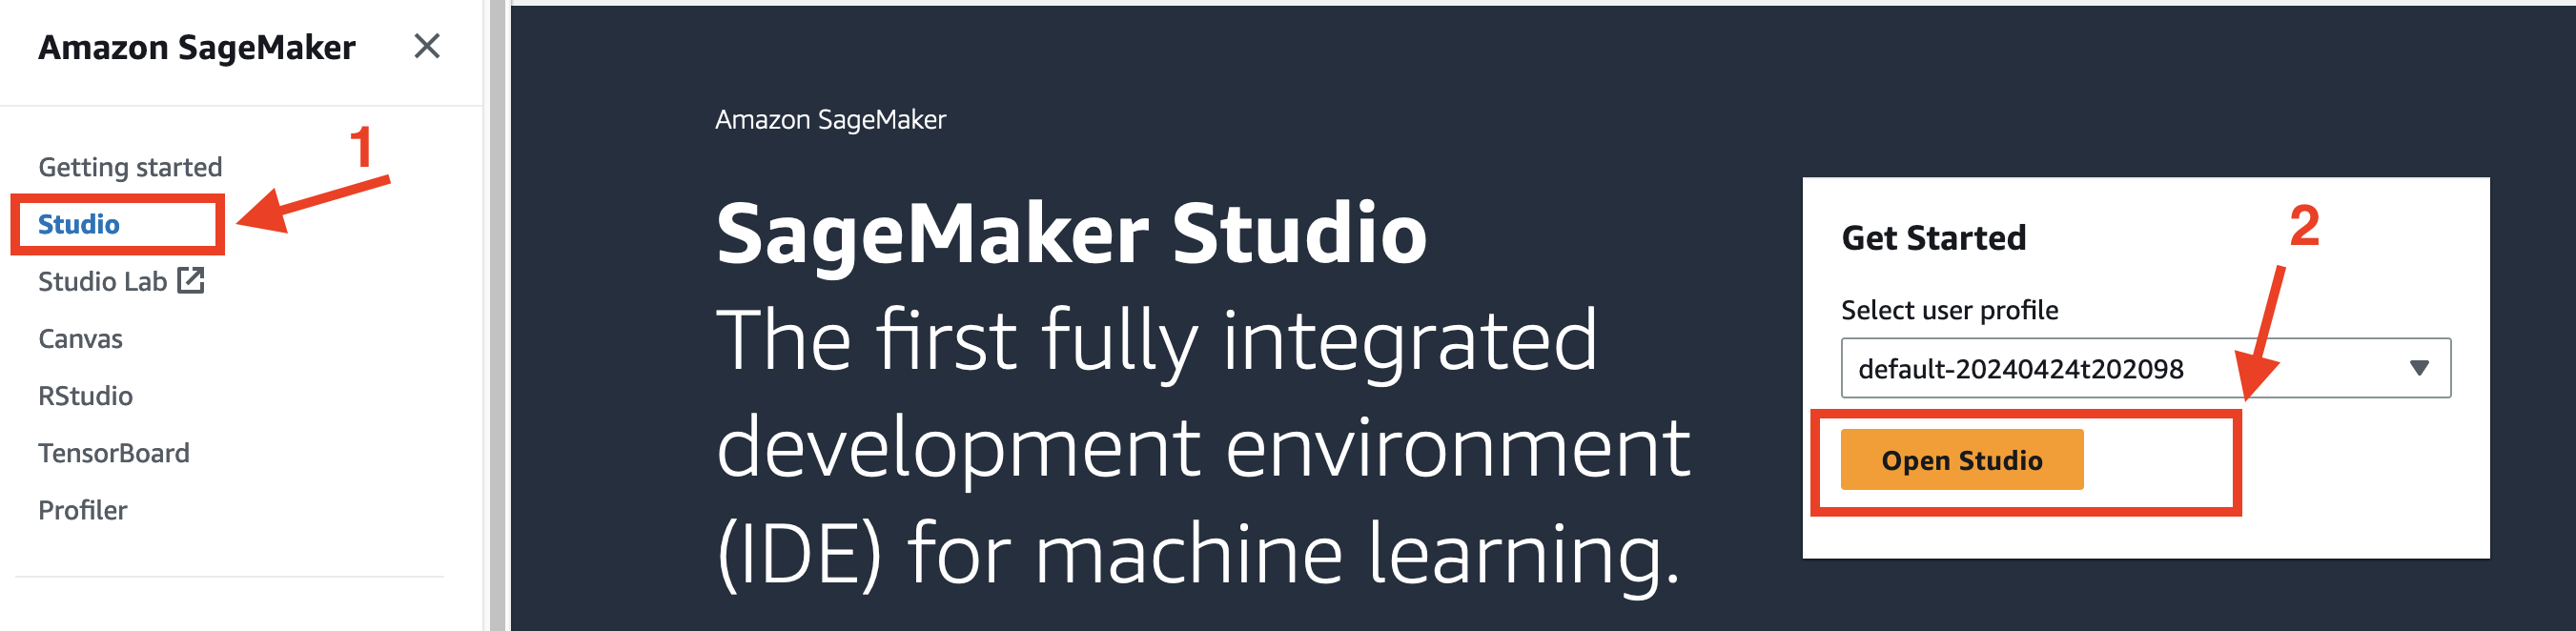 Amazon SageMaker
Getting started
1
Studio
Studio Lab
Canvas
RStudio
TensorBoard
Profiler
Amazon SageMaker
SageMaker Studio
The first fully integrated
development environment
(IDE) for machine learning.
Get Started
2
Select user profile
default-20240424t202098
Open Studio